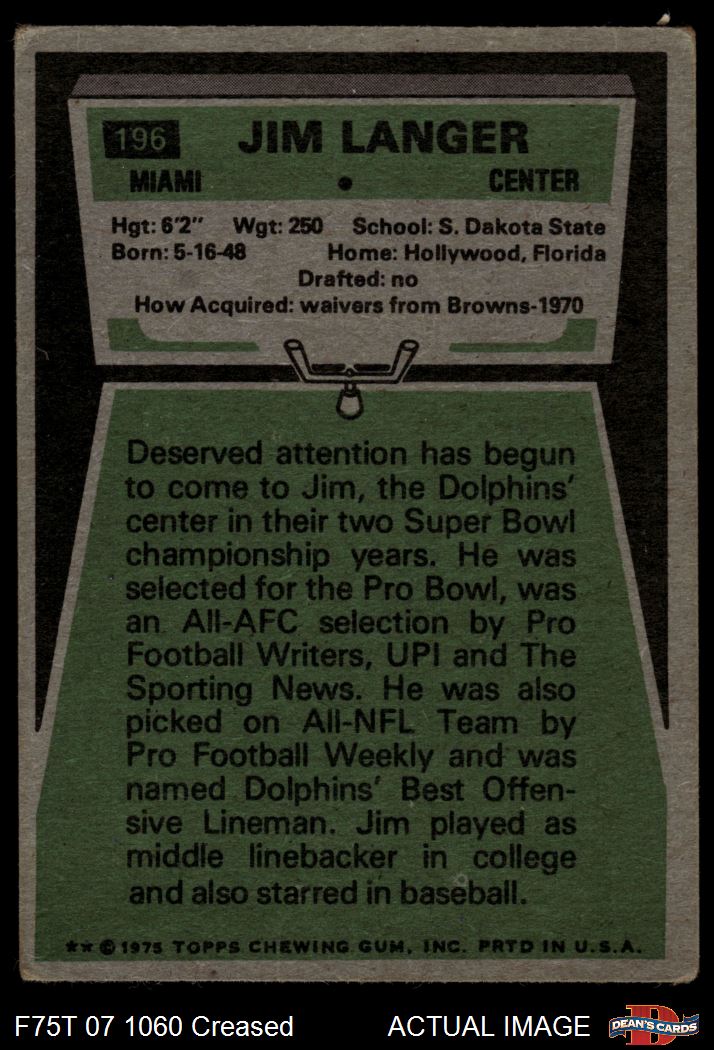 196 JIM LANGER
MIAMI • CENTER
Hgt: 6'2" Wgt: 250 School: S. Dakota State
Born: 5-16-48 Home: Hollywood, Florida
Drafted: no
How Acquired: waivers from Browns-1970
Deserved attention has begun
to come to Jim, the Dolphins'
center in their two Super Bowl
championship years. He was
selected for the Pro Bowl, was
an All-AFC selection by Pro
Football Writers, UPI and The
Sporting News. He was also
picked on All-NFL Team by
Pro Football Weekly and was
named Dolphins' Best Offen-
sive Lineman. Jim played as
middle linebacker in college
and also starred in baseball.
** © 1975 TOPPS CHEWING GUM, INC. PRTD IN U.S.A.
F75T 07 1060 Creased ACTUAL IMAGE
D
DEAN'S CARDS